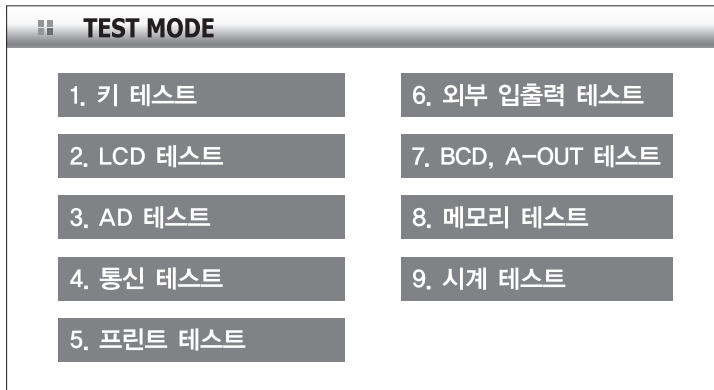 TEST MODE
1. 키 테스트
2. LCD 테스트
3. AD 테스트
4. 통신 테스트
5. 프린트 테스트
6. 외부 입출력 테스트
7. BCD, A-OUT 테스트
8. 메모리 테스트
9. 시계 테스트